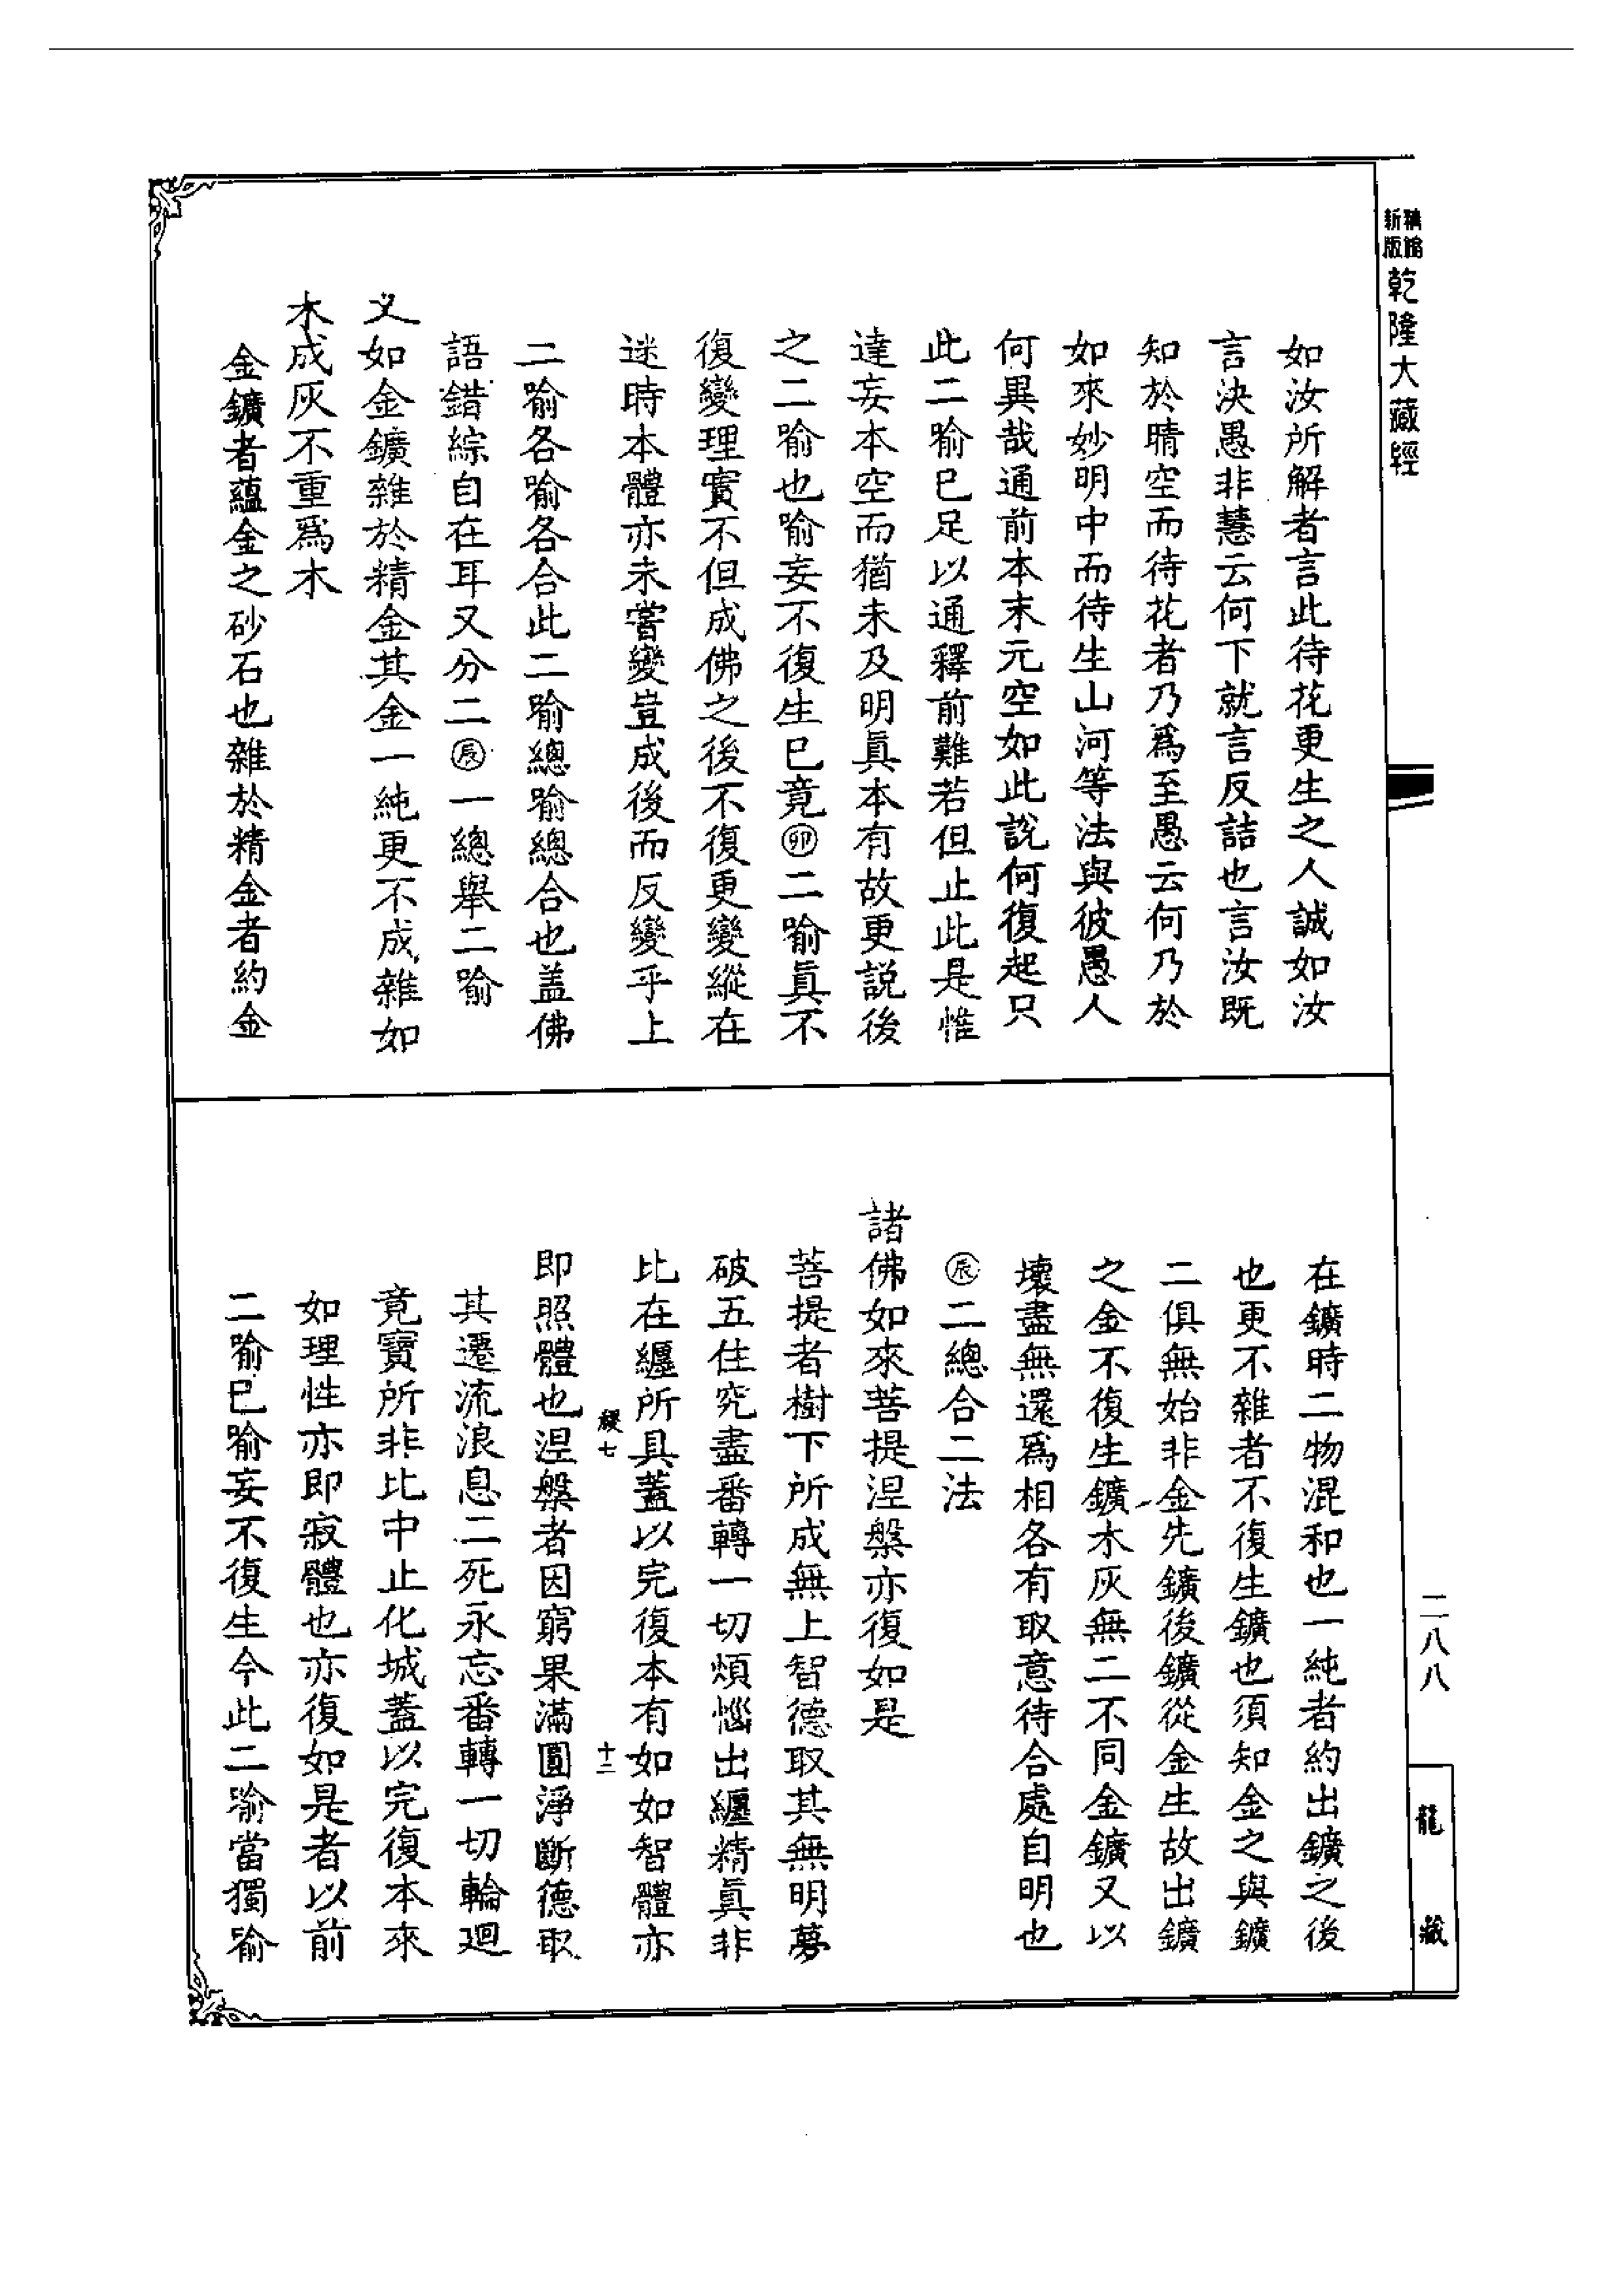 新版精縮乾隆大藏經
如汝所解者言此待花更生之人誠如汝
言決愚非慧云何下就言反詰也言汝既
知於晴空而待花者乃爲至愚云何乃於
如來妙明中而待生山河等法與彼愚人
何異哉通前本末元空如此說何復起只
此二喻已足以通釋前難若但止此是惟
達妄本空而猶未及明眞本有故更說後
之二喻也喻妄不復生已竟㊞二喻眞不
復變理實不但成佛之後不復更變縱在
迷時本體亦未嘗變豈成後而反變乎上
二喻各喻各合此二喻總喻總合也蓋佛
語錯綜自在耳又分二辰一總舉二喻
又如金鑛雜於精金其金一純更不成雜如
木成灰不重爲木
金鑛者蘊金之砂石也雜於精金者約金
在鑛時二物混和也一純者約出鑛之後
也更不雜者不復生鑛也須知金之與鑛
二俱無始非金先鑛後鑛從金生故出鑛
之金不復生鑛木灰無二不同金鑛又以
壞盡無還爲相各有取意待合處自明也
辰二總合二法
諸佛如來菩提涅槃亦復如是
菩提者樹下所成無上智德取其無明夢
破五住究盡番轉一切煩惱出纏精眞非
比在纏所具蓋以完復本有如如智體亦
七 十二
即照體也涅槃者因窮果滿圓淨斷德取
其遷流浪息二死永忘番轉一切輪迴
竟寶所非比中止化城蓋以完復本來
如理性亦即寂體也亦復如是者以前
二喻已喻妄不復生今此二喻當獨喻
二八八
龍藏